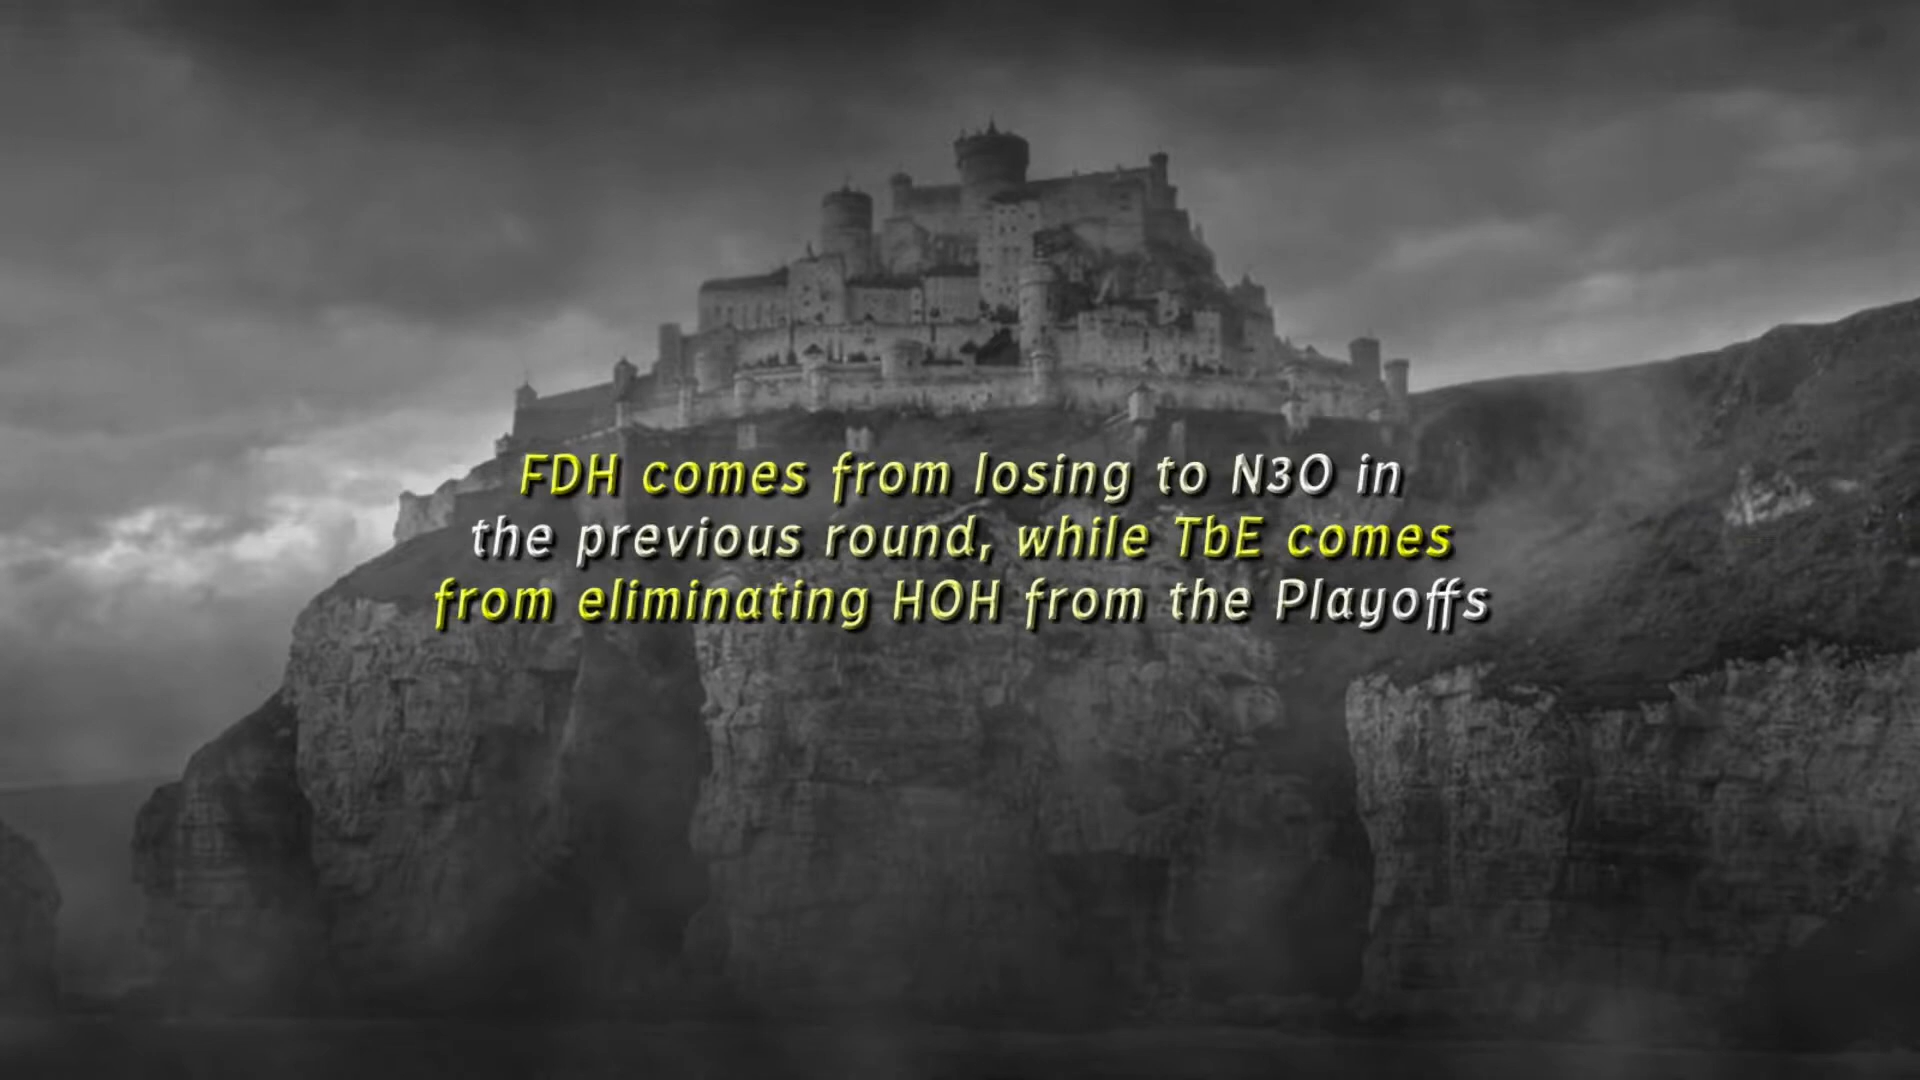 FDH comes from losing to N3O in
the previous round, while TbE comes
from eliminating HOH from the Playoffs